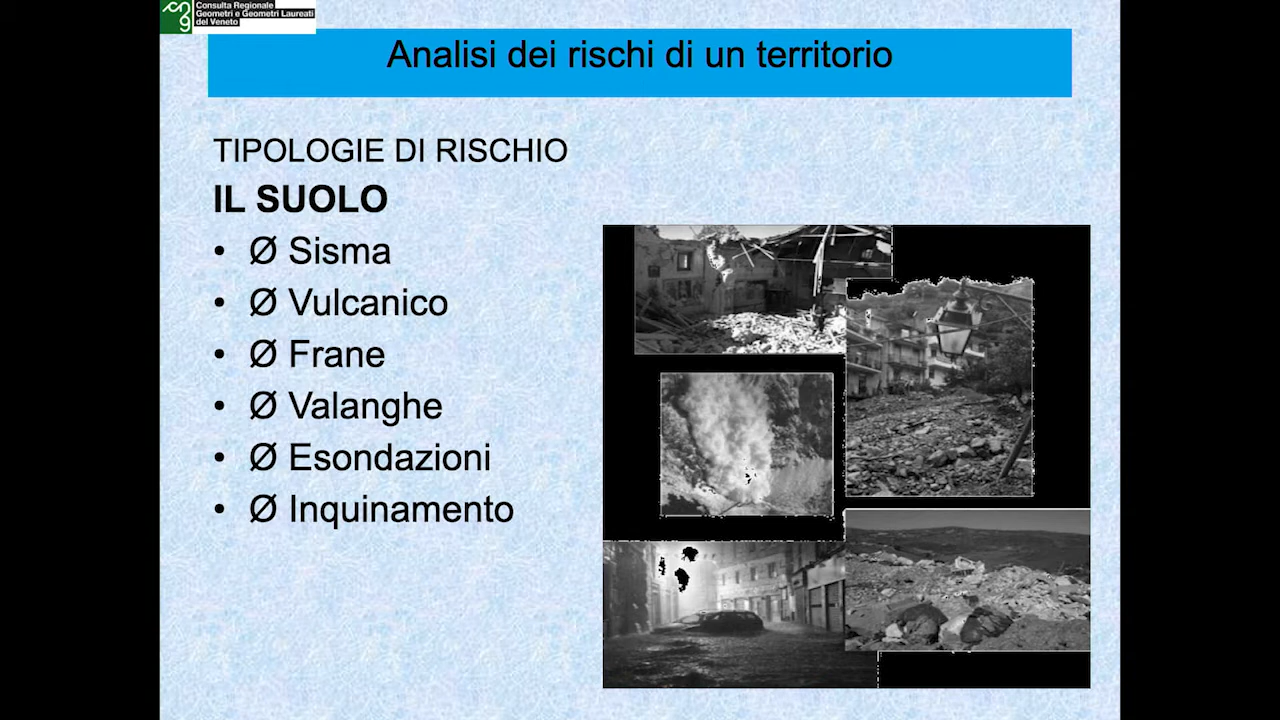 Consulta Regionale
Geometri e Geometri Laureati
del Veneto
Analisi dei rischi di un territorio
TIPOLOGIE DI RISCHIO
IL SUOLO
• Ø Sisma
• Ø Vulcanico
• Ø Frane
• Ø Valanghe
• Ø Esondazioni
• Ø Inquinamento